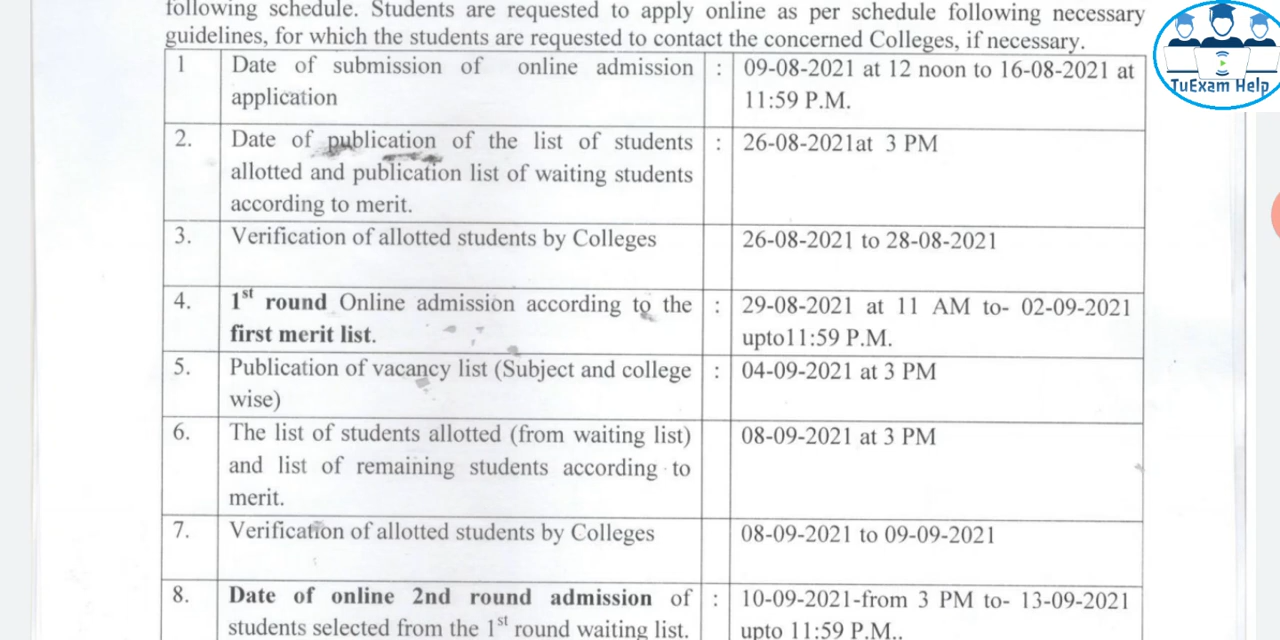 following schedule. Students are requested to apply online as per schedule following necessary
guidelines, for which the students are requested to contact the concerned Colleges, if necessary.
1 Date of submission of online admission : 09-08-2021 at 12 noon to 16-08-2021 at
application 11:59 P.M.
2. Date of publication of the list of students : 26-08-2021at 3 PM
allotted and publication list of waiting students
according to merit.
3. Verification of allotted students by Colleges 26-08-2021 to 28-08-2021
4. 1st round Online admission according to the : 29-08-2021 at 11 AM to- 02-09-2021
first merit list. upto11:59 P.M.
5. Publication of vacancy list (Subject and college : 04-09-2021 at 3 PM
wise)
6. The list of students allotted (from waiting list) 08-09-2021 at 3 PM
and list of remaining students according to
merit.
7. Verification of allotted students by Colleges 08-09-2021 to 09-09-2021
8. Date of online 2nd round admission of : 10-09-2021-from 3 PM to- 13-09-2021
students selected from the 1st round waiting list. upto 11:59 P.M..
TuExam Help